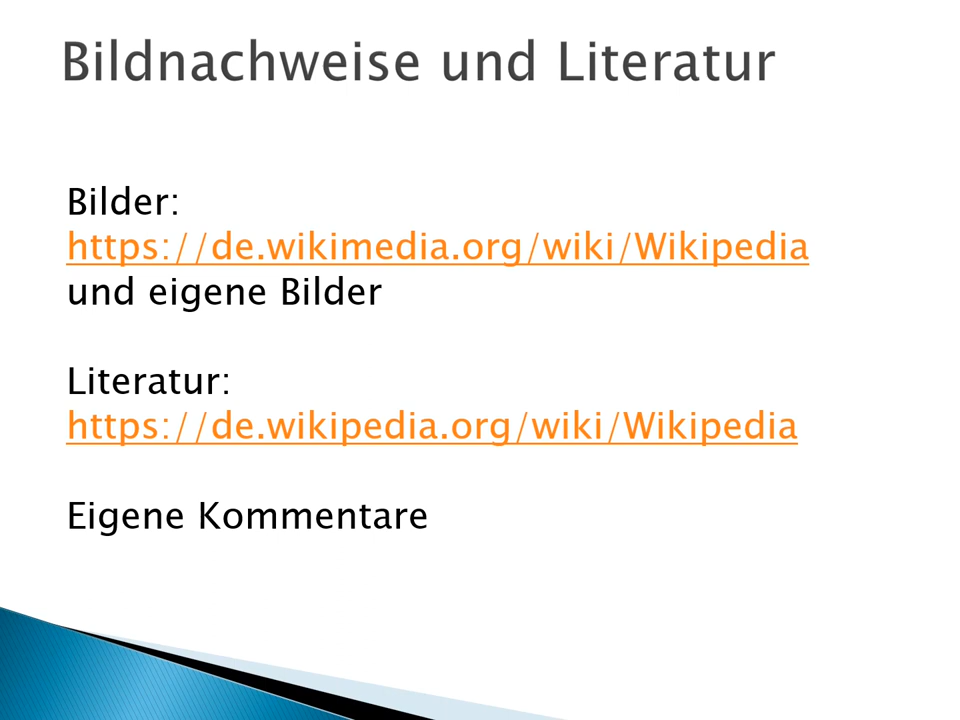 Bildnachweise und Literatur
Bilder:
https://de.wikimedia.org/wiki/Wikipedia
und eigene Bilder
Literatur:
https://de.wikipedia.org/wiki/Wikipedia
Eigene Kommentare